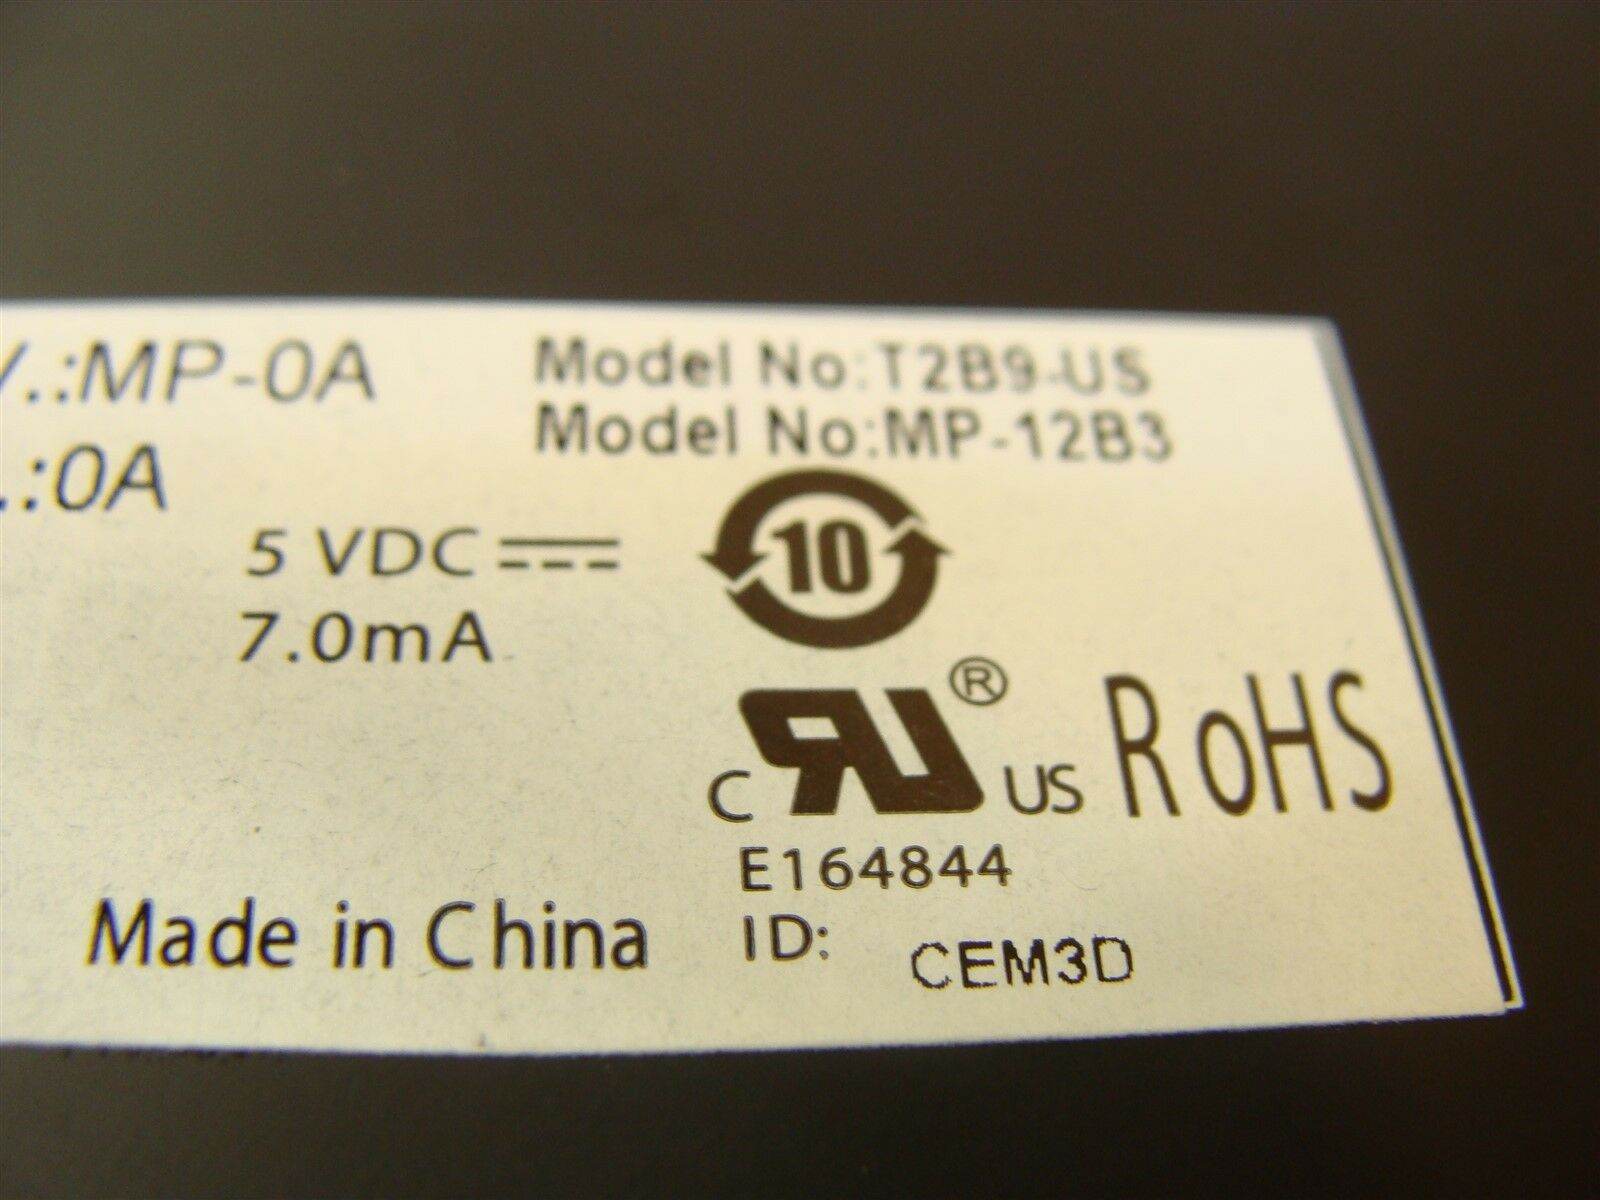 V.:MP-0A
Model No:T2B9-US
Model No:MP-12B3
.:0A
5 VDC
7.0mA
10
®
C RU US RoHS
E164844
Made in China
ID: CEM3D